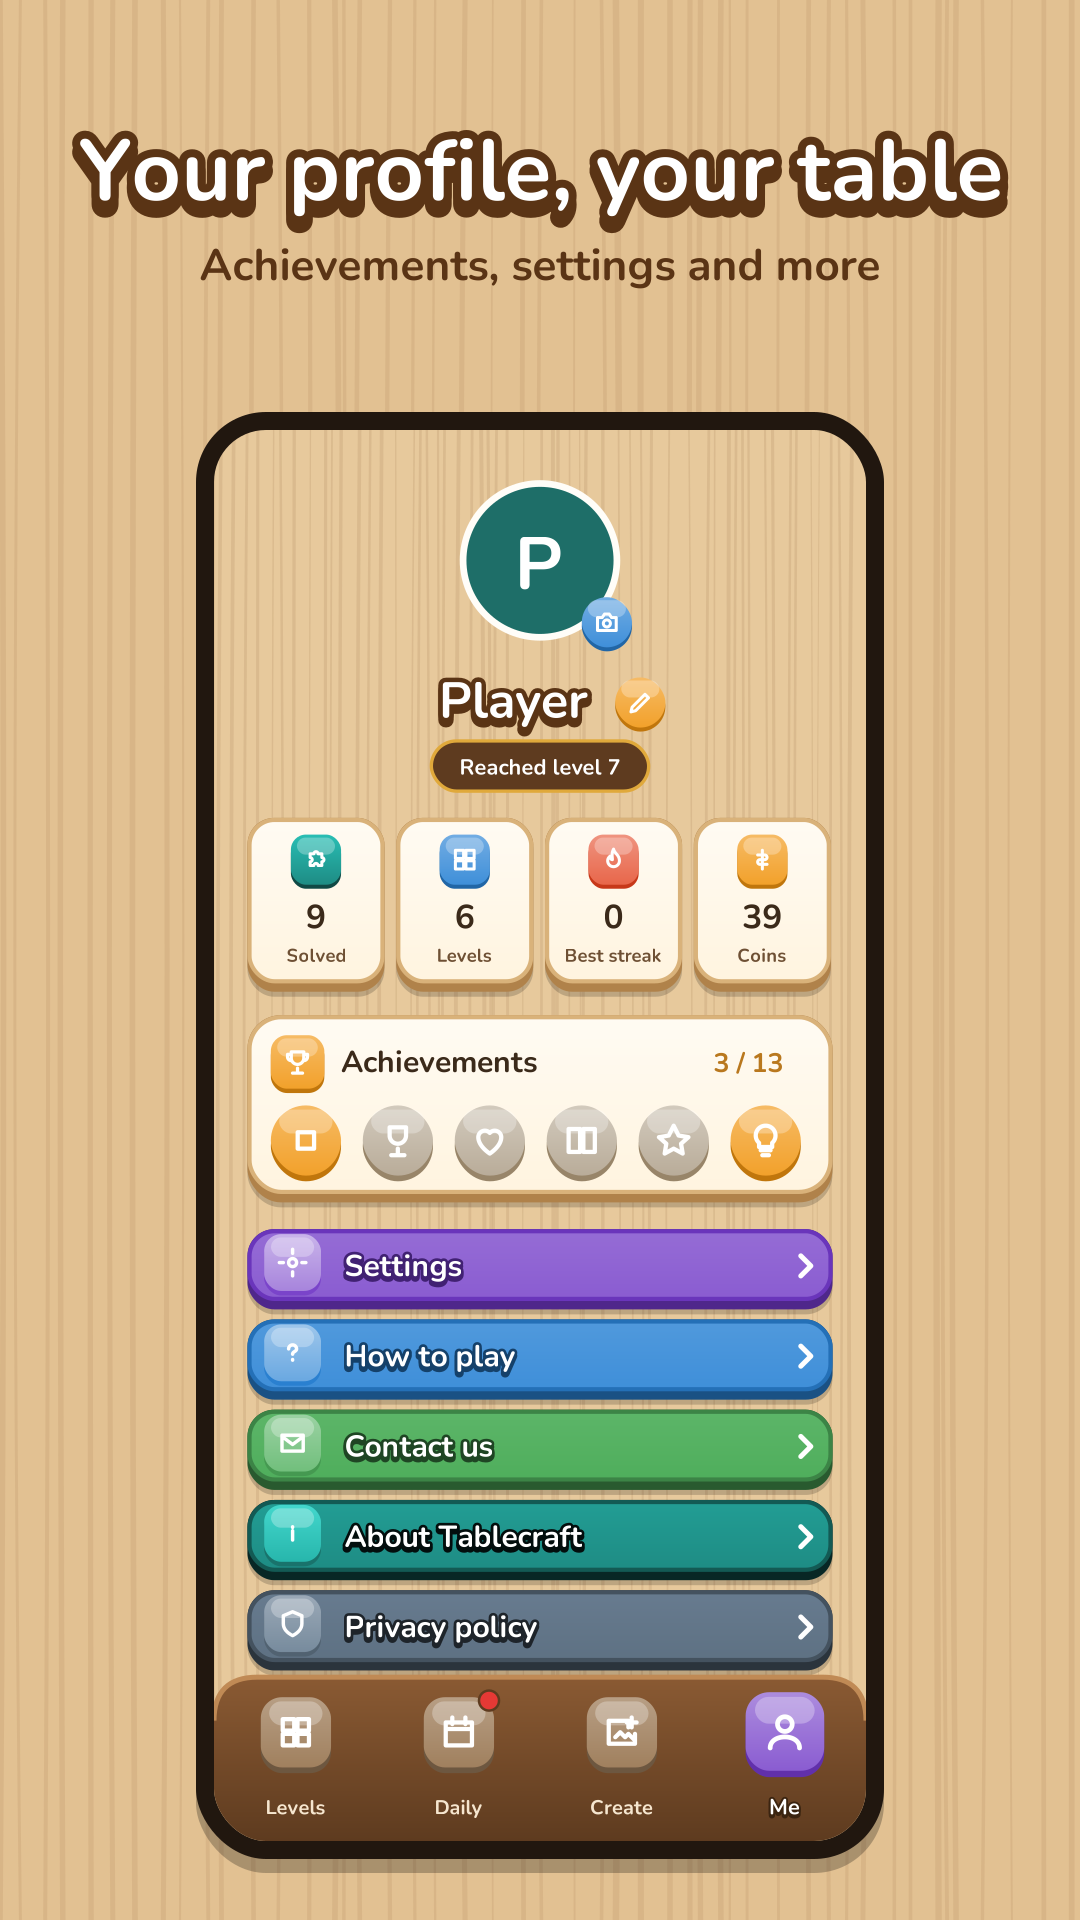 Your profile, your table
Achievements, settings and more
P
Player
Reached level 7
9
Solved
6
Levels
0
Best streak
39
Coins
Achievements
3 / 13
Settings
How to play
Contact us
About Tablecraft
Privacy policy
Levels
Daily
Create
Me